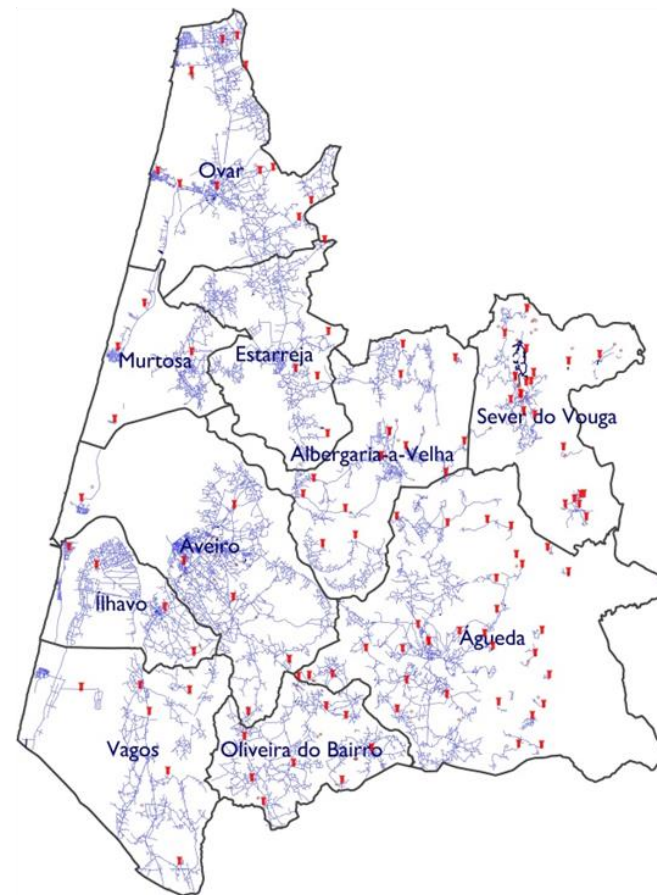 Ovar
Murtosa
Estarreja
Sever do Vouga
Albergaria-a-Velha
Aveiro
Ílhavo
Águeda
Vagos
Oliveira do Bairro